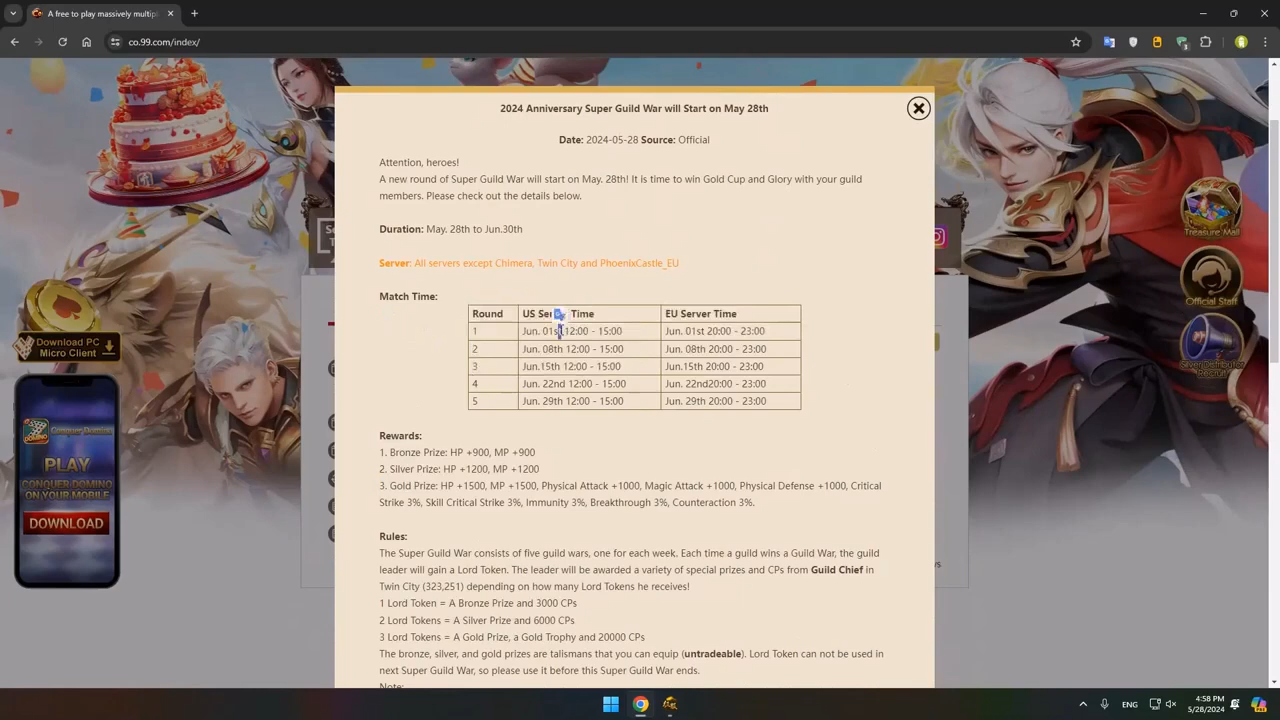 A free to play massively multipl
co.99.com/index/
2024 Anniversary Super Guild War will Start on May 28th
Date: 2024-05-28 Source: Official
Attention, heroes!
A new round of Super Guild War will start on May. 28th! It is time to win Gold Cup and Glory with your guild
members. Please check out the details below.
Duration: May. 28th to Jun.30th
Server: All servers except Chimera, Twin City and PhoenixCastle_EU
Match Time:
Round US Ser Time EU Server Time
1 Jun. 01st 12:00 - 15:00 Jun. 01st 20:00 - 23:00
2 Jun. 08th 12:00 - 15:00 Jun. 08th 20:00 - 23:00
3 Jun.15th 12:00 - 15:00 Jun.15th 20:00 - 23:00
4 Jun. 22nd 12:00 - 15:00 Jun. 22nd20:00 - 23:00
5 Jun. 29th 12:00 - 15:00 Jun. 29th 20:00 - 23:00
Rewards:
1. Bronze Prize: HP +900, MP +900
2. Silver Prize: HP +1200, MP +1200
3. Gold Prize: HP +1500, MP +1500, Physical Attack +1000, Magic Attack +1000, Physical Defense +1000, Critical
Strike 3%, Skill Critical Strike 3%, Immunity 3%, Breakthrough 3%, Counteraction 3%.
Rules:
The Super Guild War consists of five guild wars, one for each week. Each time a guild wins a Guild War, the guild
leader will gain a Lord Token. The leader will be awarded a variety of special prizes and CPs from Guild Chief in
Twin City (323,251) depending on how many Lord Tokens he receives!
1 Lord Token = A Bronze Prize and 3000 CPs
2 Lord Tokens = A Silver Prize and 6000 CPs
3 Lord Tokens = A Gold Prize, a Gold Trophy and 20000 CPs
The bronze, silver, and gold prizes are talismans that you can equip (untradeable). Lord Token can not be used in
next Super Guild War, so please use it before this Super Guild War ends.
Note:
Download PC
Micro Client
Conquer Domino
PLAY
CONQUER DOMINO
ON YOUR MOBILE
DOWNLOAD
Treasure Mall
Official Staff
Silver Distributor
ENG
4:58 PM
5/28/2024